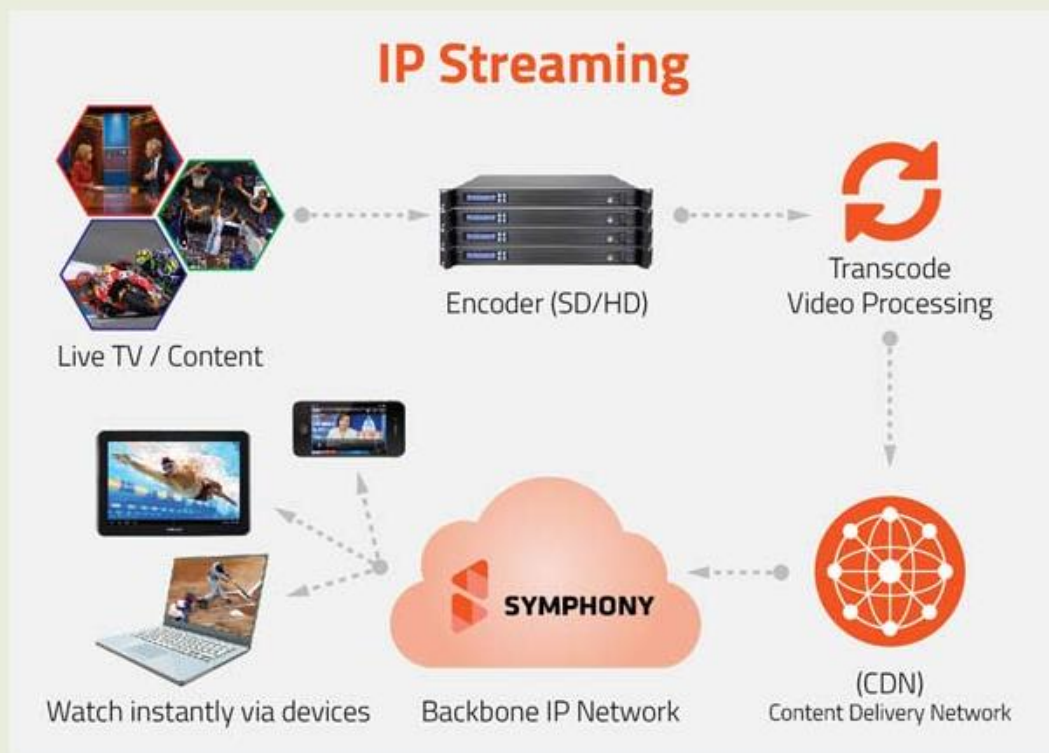 IP Streaming
Live TV / Content
Encoder (SD/HD)
Transcode
Video Processing
SYMPHONY
Watch instantly via devices
Backbone IP Network
(CDN)
Content Delivery Network